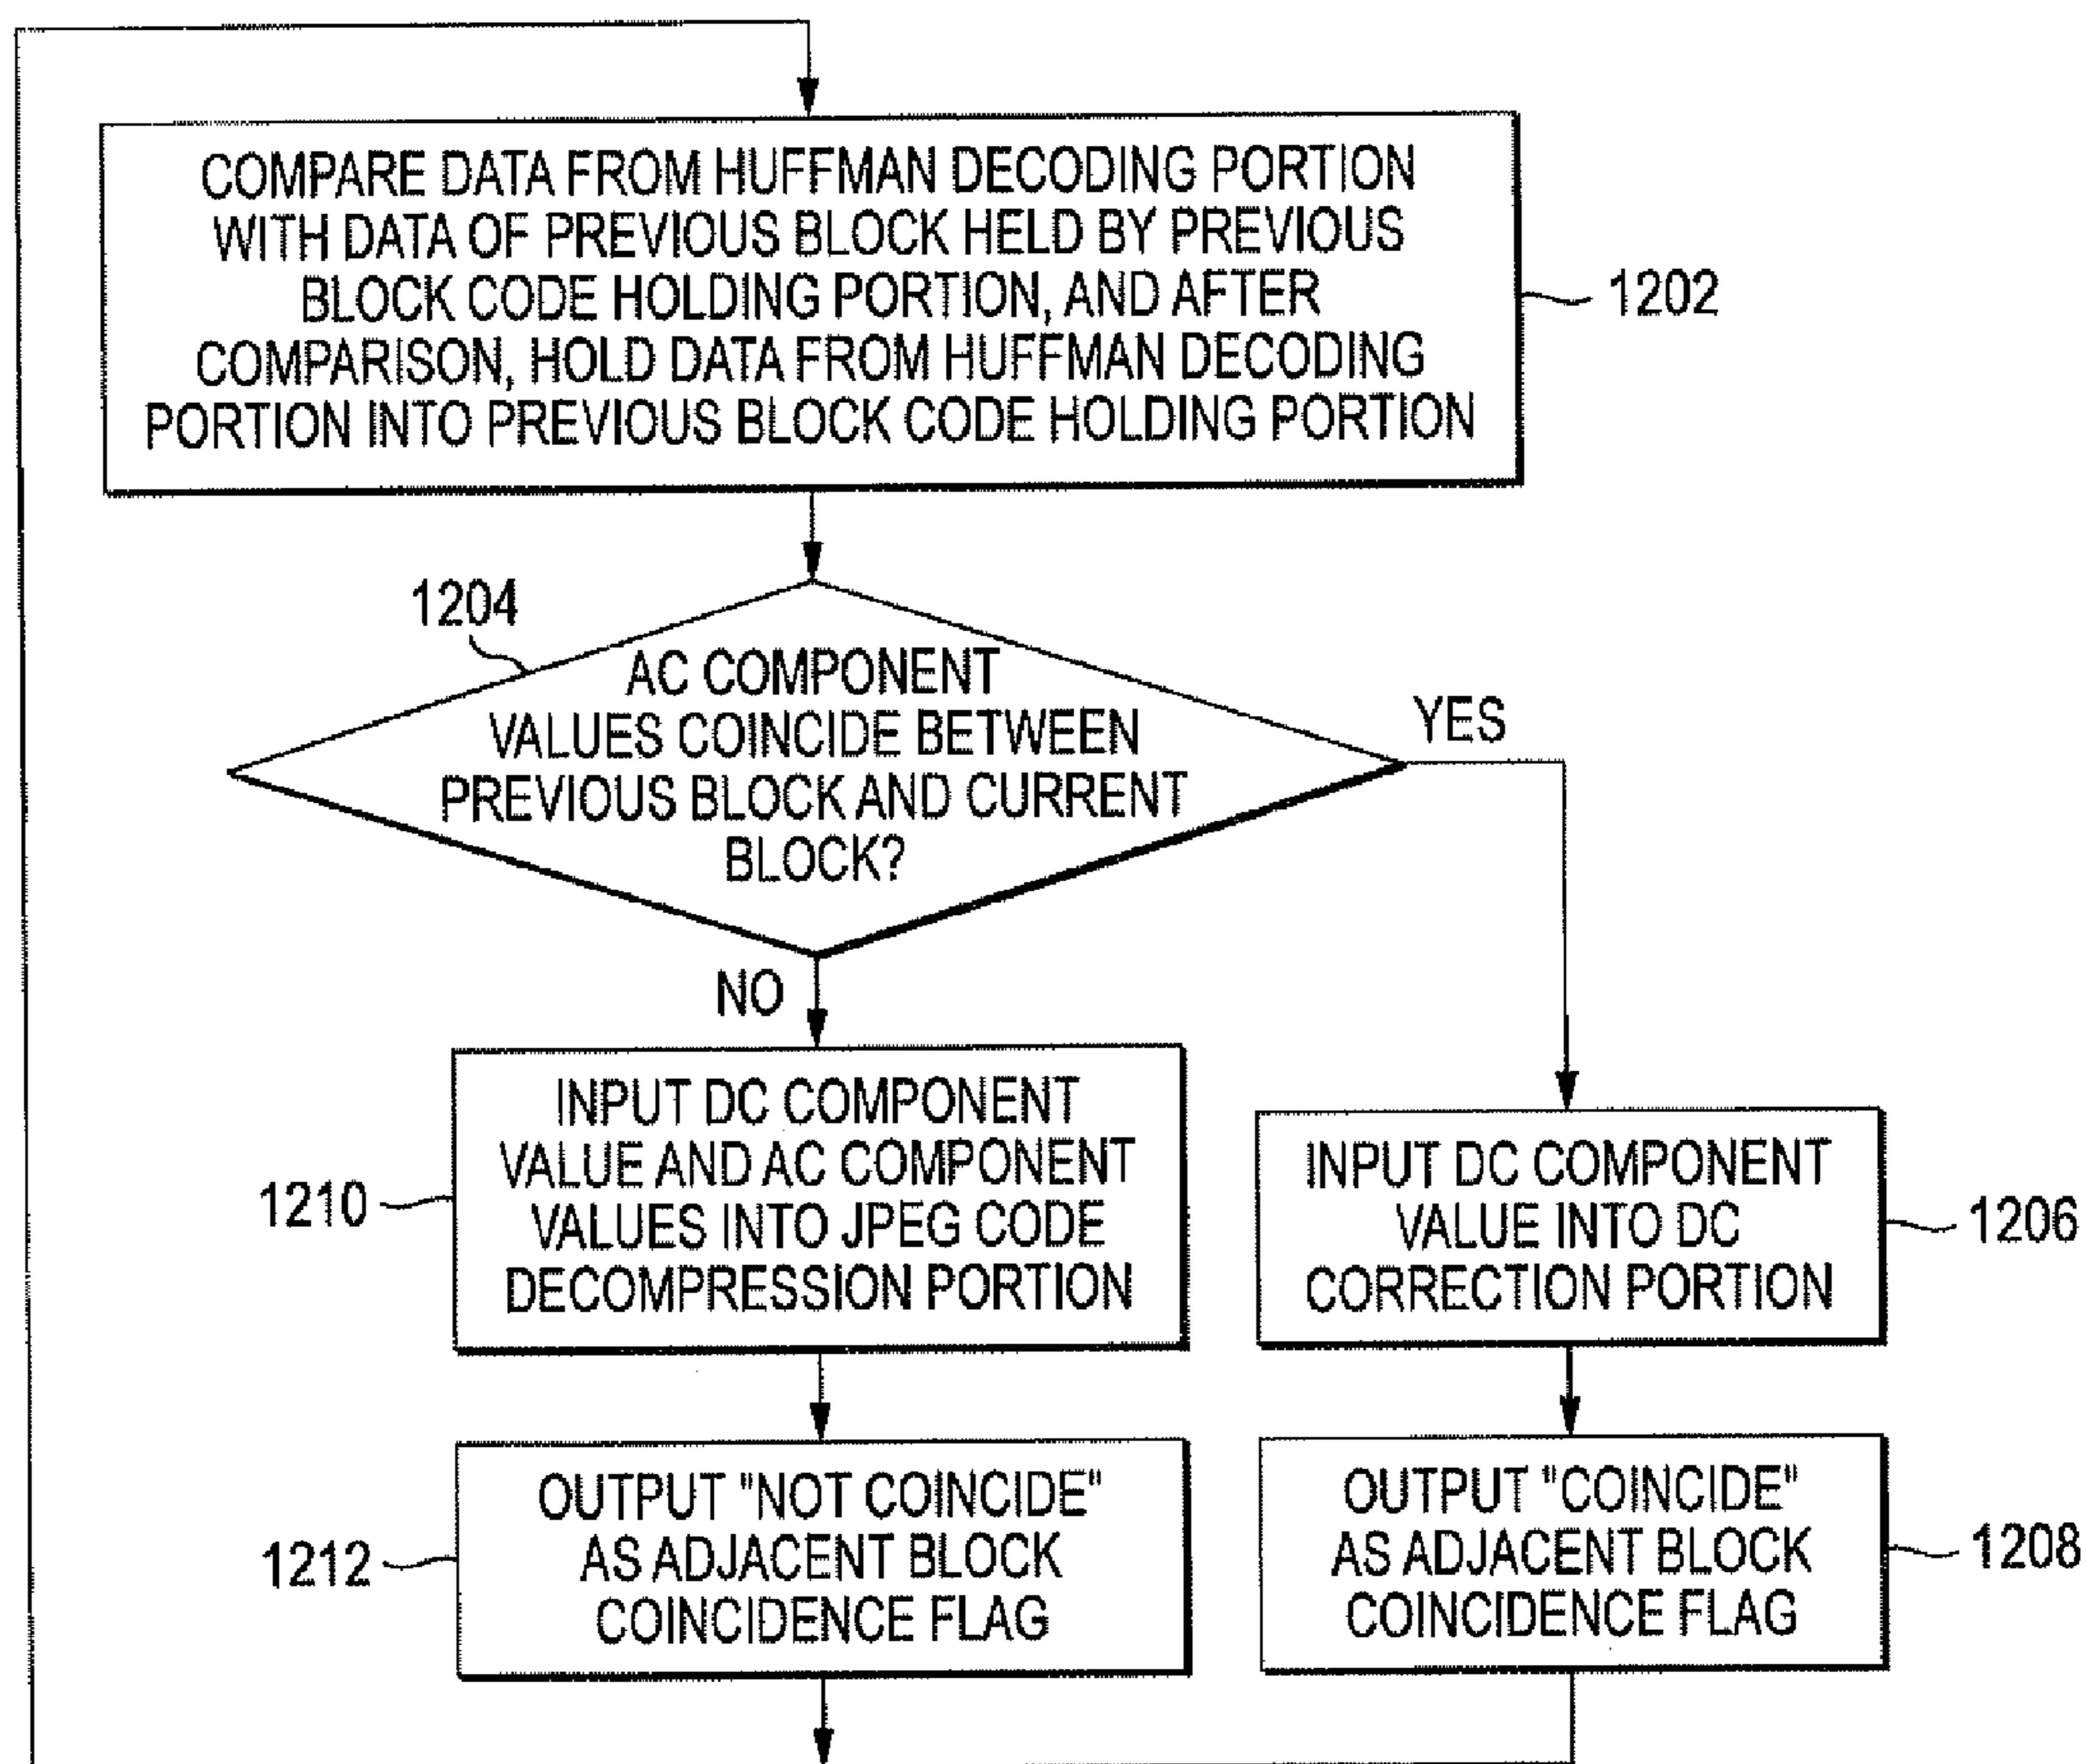 COMPARE DATA FROM HUFFMAN DECODING PORTION
WITH DATA OF PREVIOUS BLOCK HELD BY PREVIOUS
BLOCK CODE HOLDING PORTION, AND AFTER
COMPARISON, HOLD DATA FROM HUFFMAN DECODING
PORTION INTO PREVIOUS BLOCK CODE HOLDING PORTION
1202
1204
AC COMPONENT
VALUES COINCIDE BETWEEN
PREVIOUS BLOCK AND CURRENT
BLOCK?
YES
NO
INPUT DC COMPONENT
VALUE AND AC COMPONENT
VALUES INTO JPEG CODE
DECOMPRESSION PORTION
1210
INPUT DC COMPONENT
VALUE INTO DC
CORRECTION PORTION
1206
OUTPUT "NOT COINCIDE"
AS ADJACENT BLOCK
COINCIDENCE FLAG
1212
OUTPUT "COINCIDE"
AS ADJACENT BLOCK
COINCIDENCE FLAG
1208